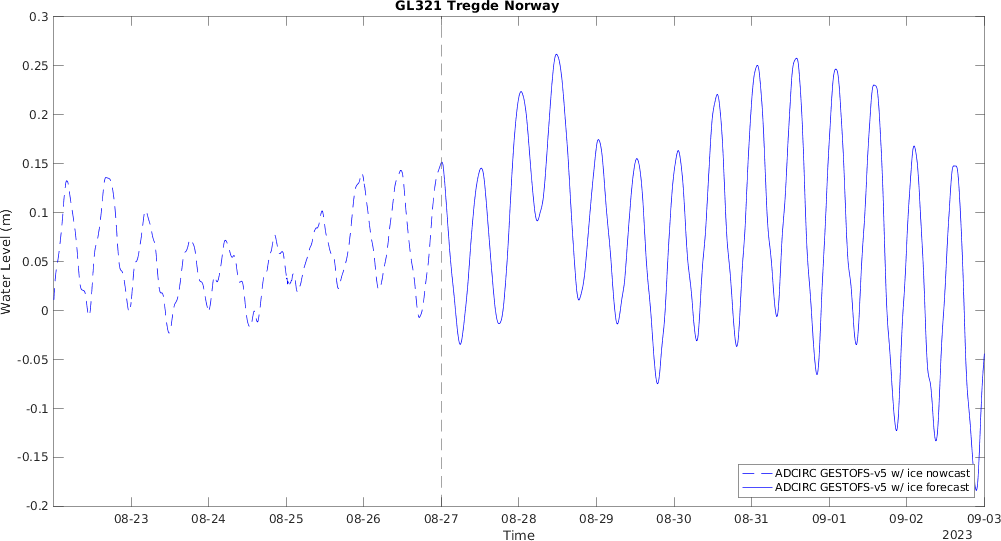 GL321 Tregde Norway
0.3
0.25
0.2
0.15
0.1
0.05
0
-0.05
-0.1
-0.15
-0.2
Water Level (m)
ADCIRC GESTOFS-v5 w/ ice nowcast
ADCIRC GESTOFS-v5 w/ ice forecast
08-23 08-24 08-25 08-26 08-27 08-28 08-29 08-30 08-31 09-01 09-02 09-03
Time
2023